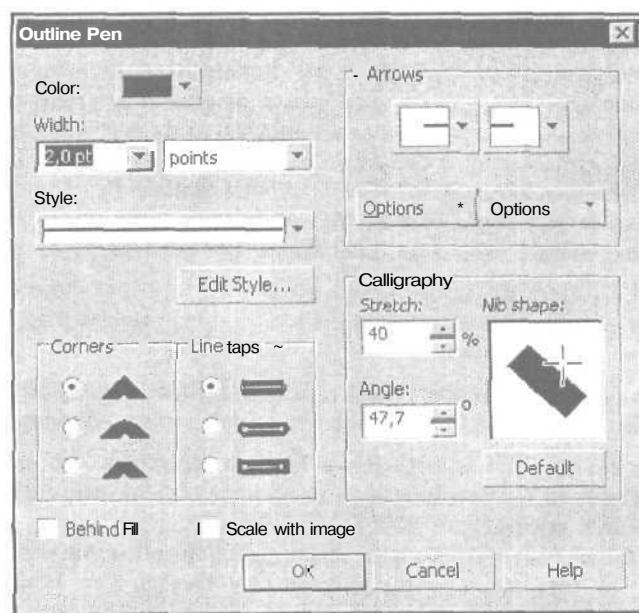 Outline Pen
Color:
Width:
2,0 pt points
Style:
Edit Style...
Corners Line taps ~
Behind Fill Scale with image
- Arrows
Options * Options
Calligraphy
Stretch: Nib shape:
40 %
Angle:
47,7 °
Default
OK Cancel Help